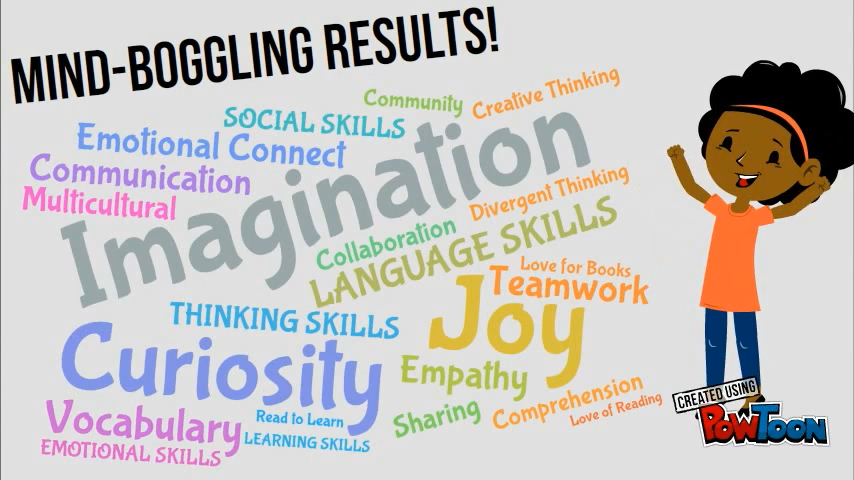 MIND-BOGGLING RESULTS!
Community
Creative Thinking
SOCIAL SKILLS
Emotional Connect
Communication
Multicultural
Imagination
Divergent Thinking
Collaboration
LANGUAGE SKILLS
Love for Books
Teamwork
THINKING SKILLS
Joy
Curiosity
Empathy
Comprehension
Love of Reading
Sharing
Vocabulary
Read to Learn
LEARNING SKILLS
EMOTIONAL SKILLS
CREATED USING
POWTOON